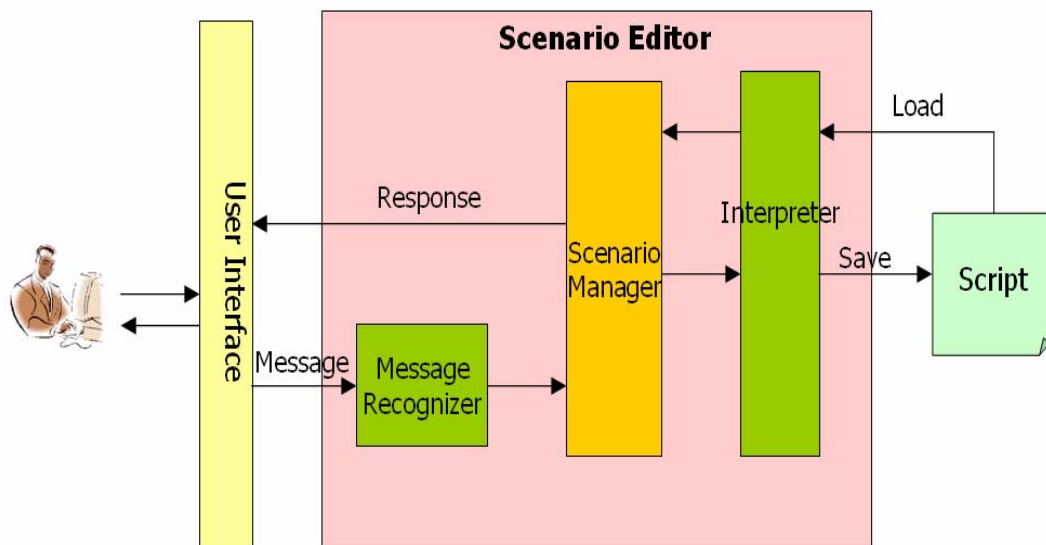 Scenario Editor
Load
Response
Interpreter
User Interface
Scenario
Manager
Save
Script
Message
Message
Recognizer